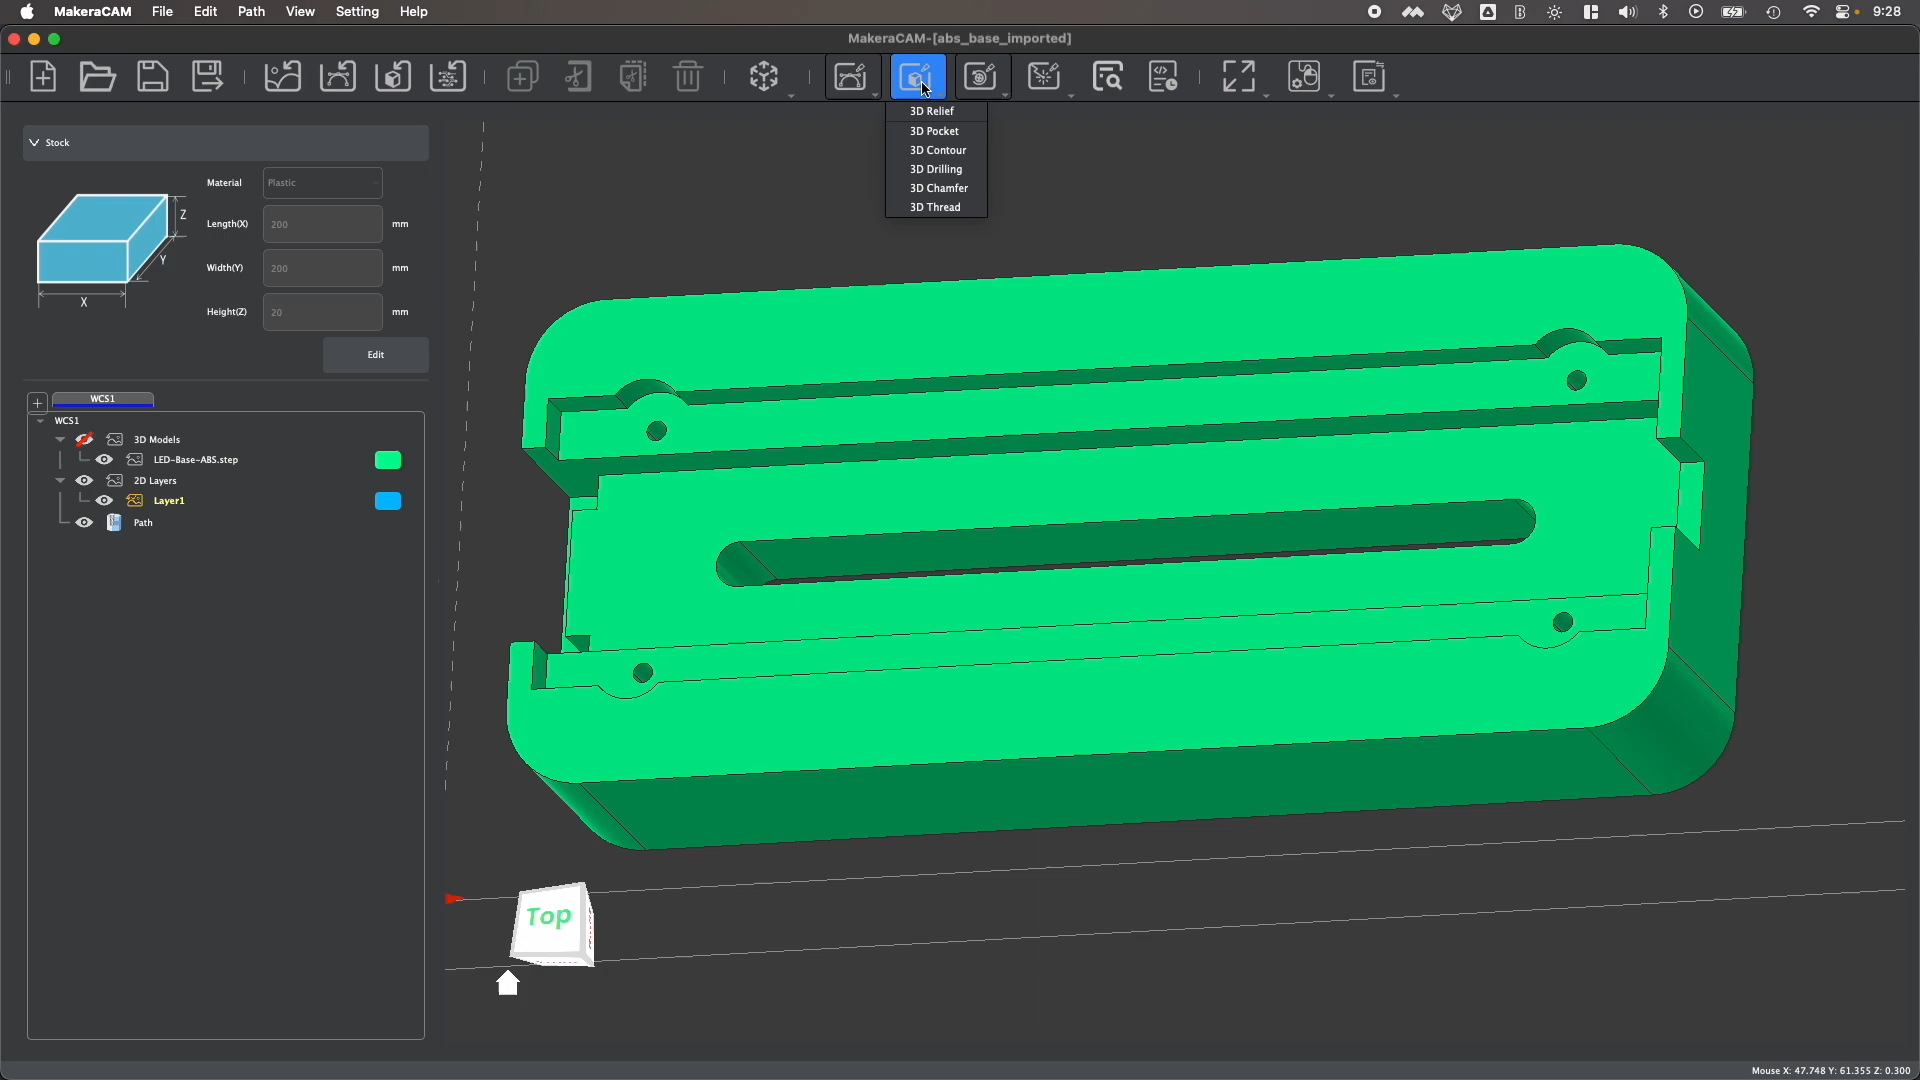 MakeraCAM File Edit Path View Setting Help 9:28
MakeraCAM-[abs_base_imported]
3D Relief
3D Pocket
3D Contour
3D Drilling
3D Chamfer
3D Thread
Stock
Material Plastic
Length(X) 200 mm
Width(Y) 200 mm
Height(Z) 20 mm
Z
Y
X
Edit
+ WCS1
WCS1
3D Models
LED-Base-ABS.step
2D Layers
Layer1
Path
Top
Mouse X: 47.748 Y: 61.355 Z: 0.300